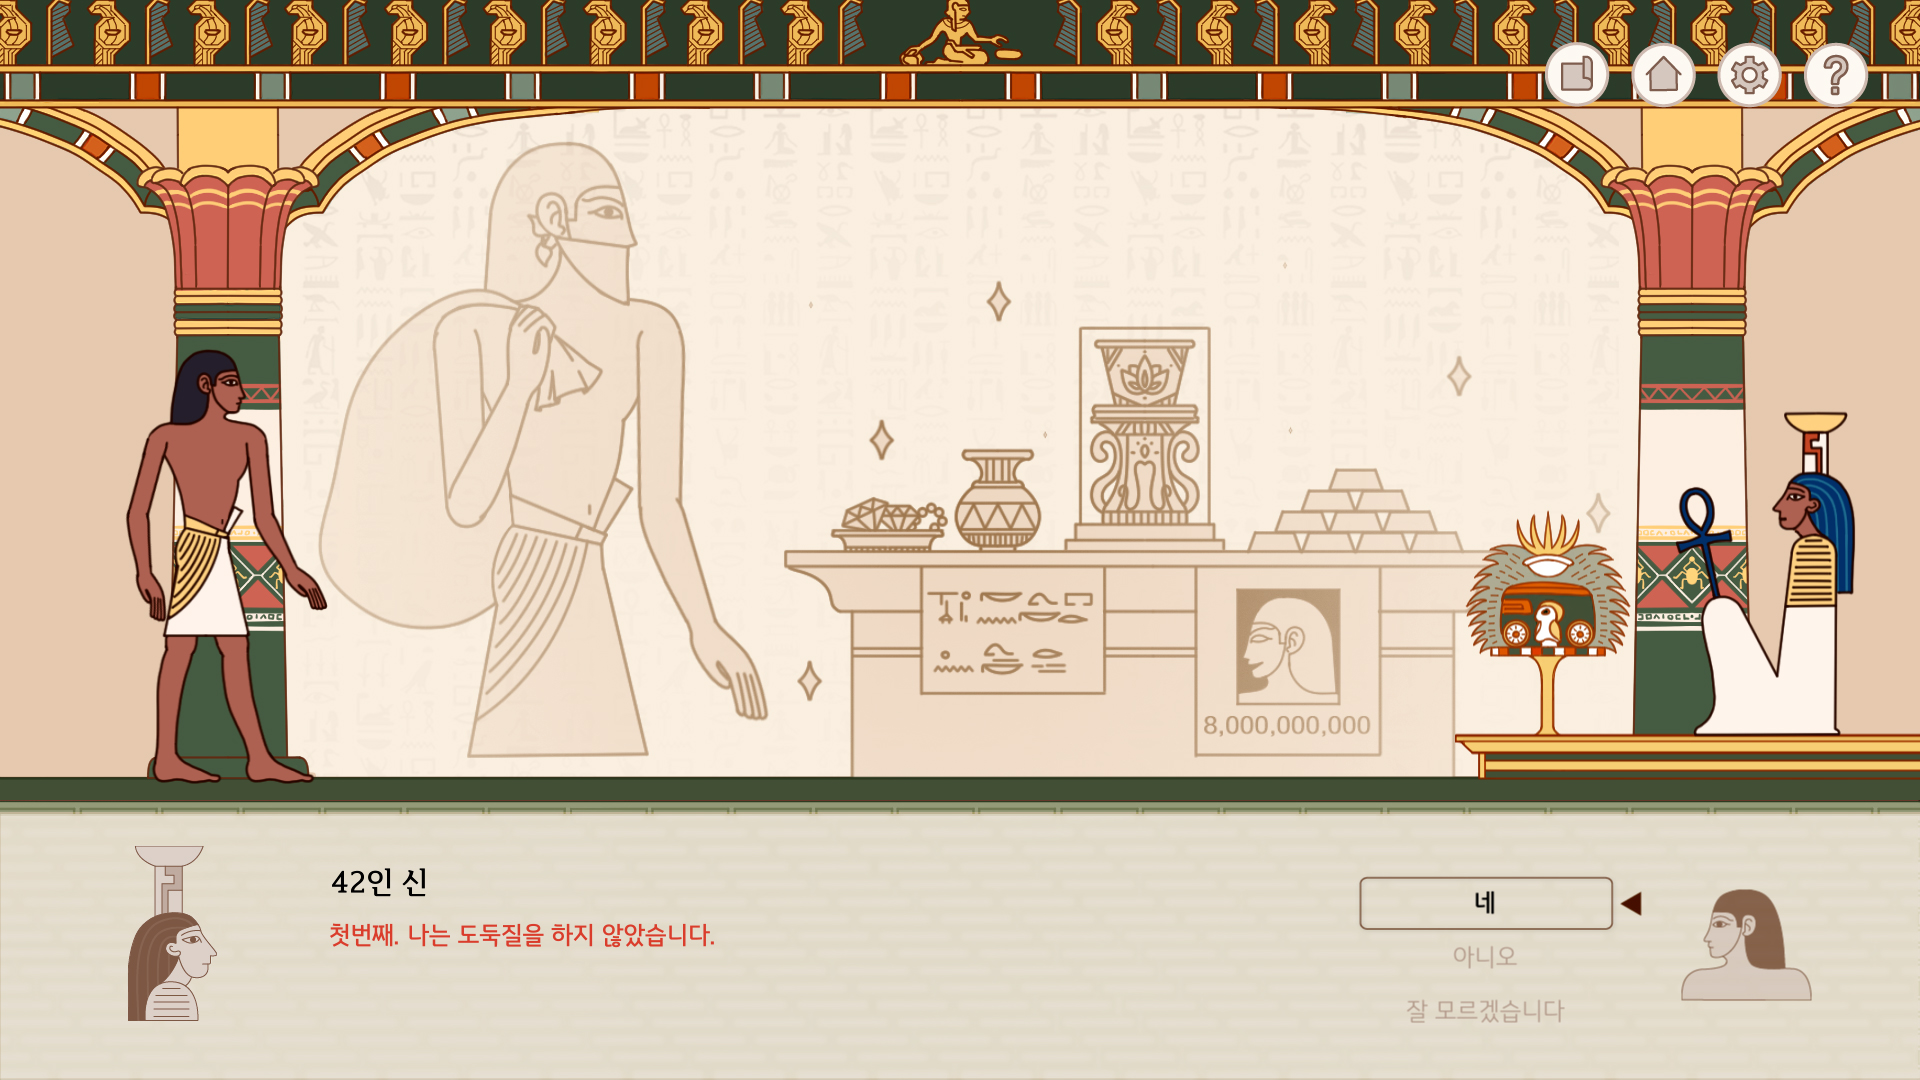 8,000,000,000
42인 신
첫번째. 나는 도둑질을 하지 않았습니다.
네
아니오
잘 모르겠습니다